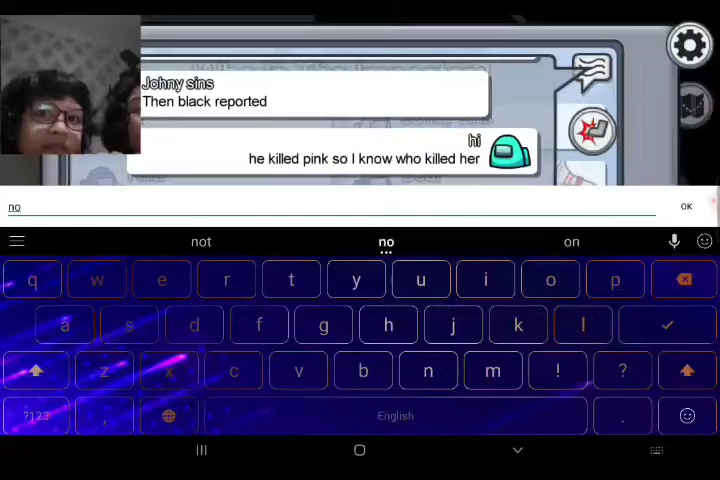 Johny sins
Then black reported
hi
he killed pink so I know who killed her
no
OK
not no on
q w e r t y u i o p
a s d f g h j k l
z x c v b n m ! ?
?123 , English .